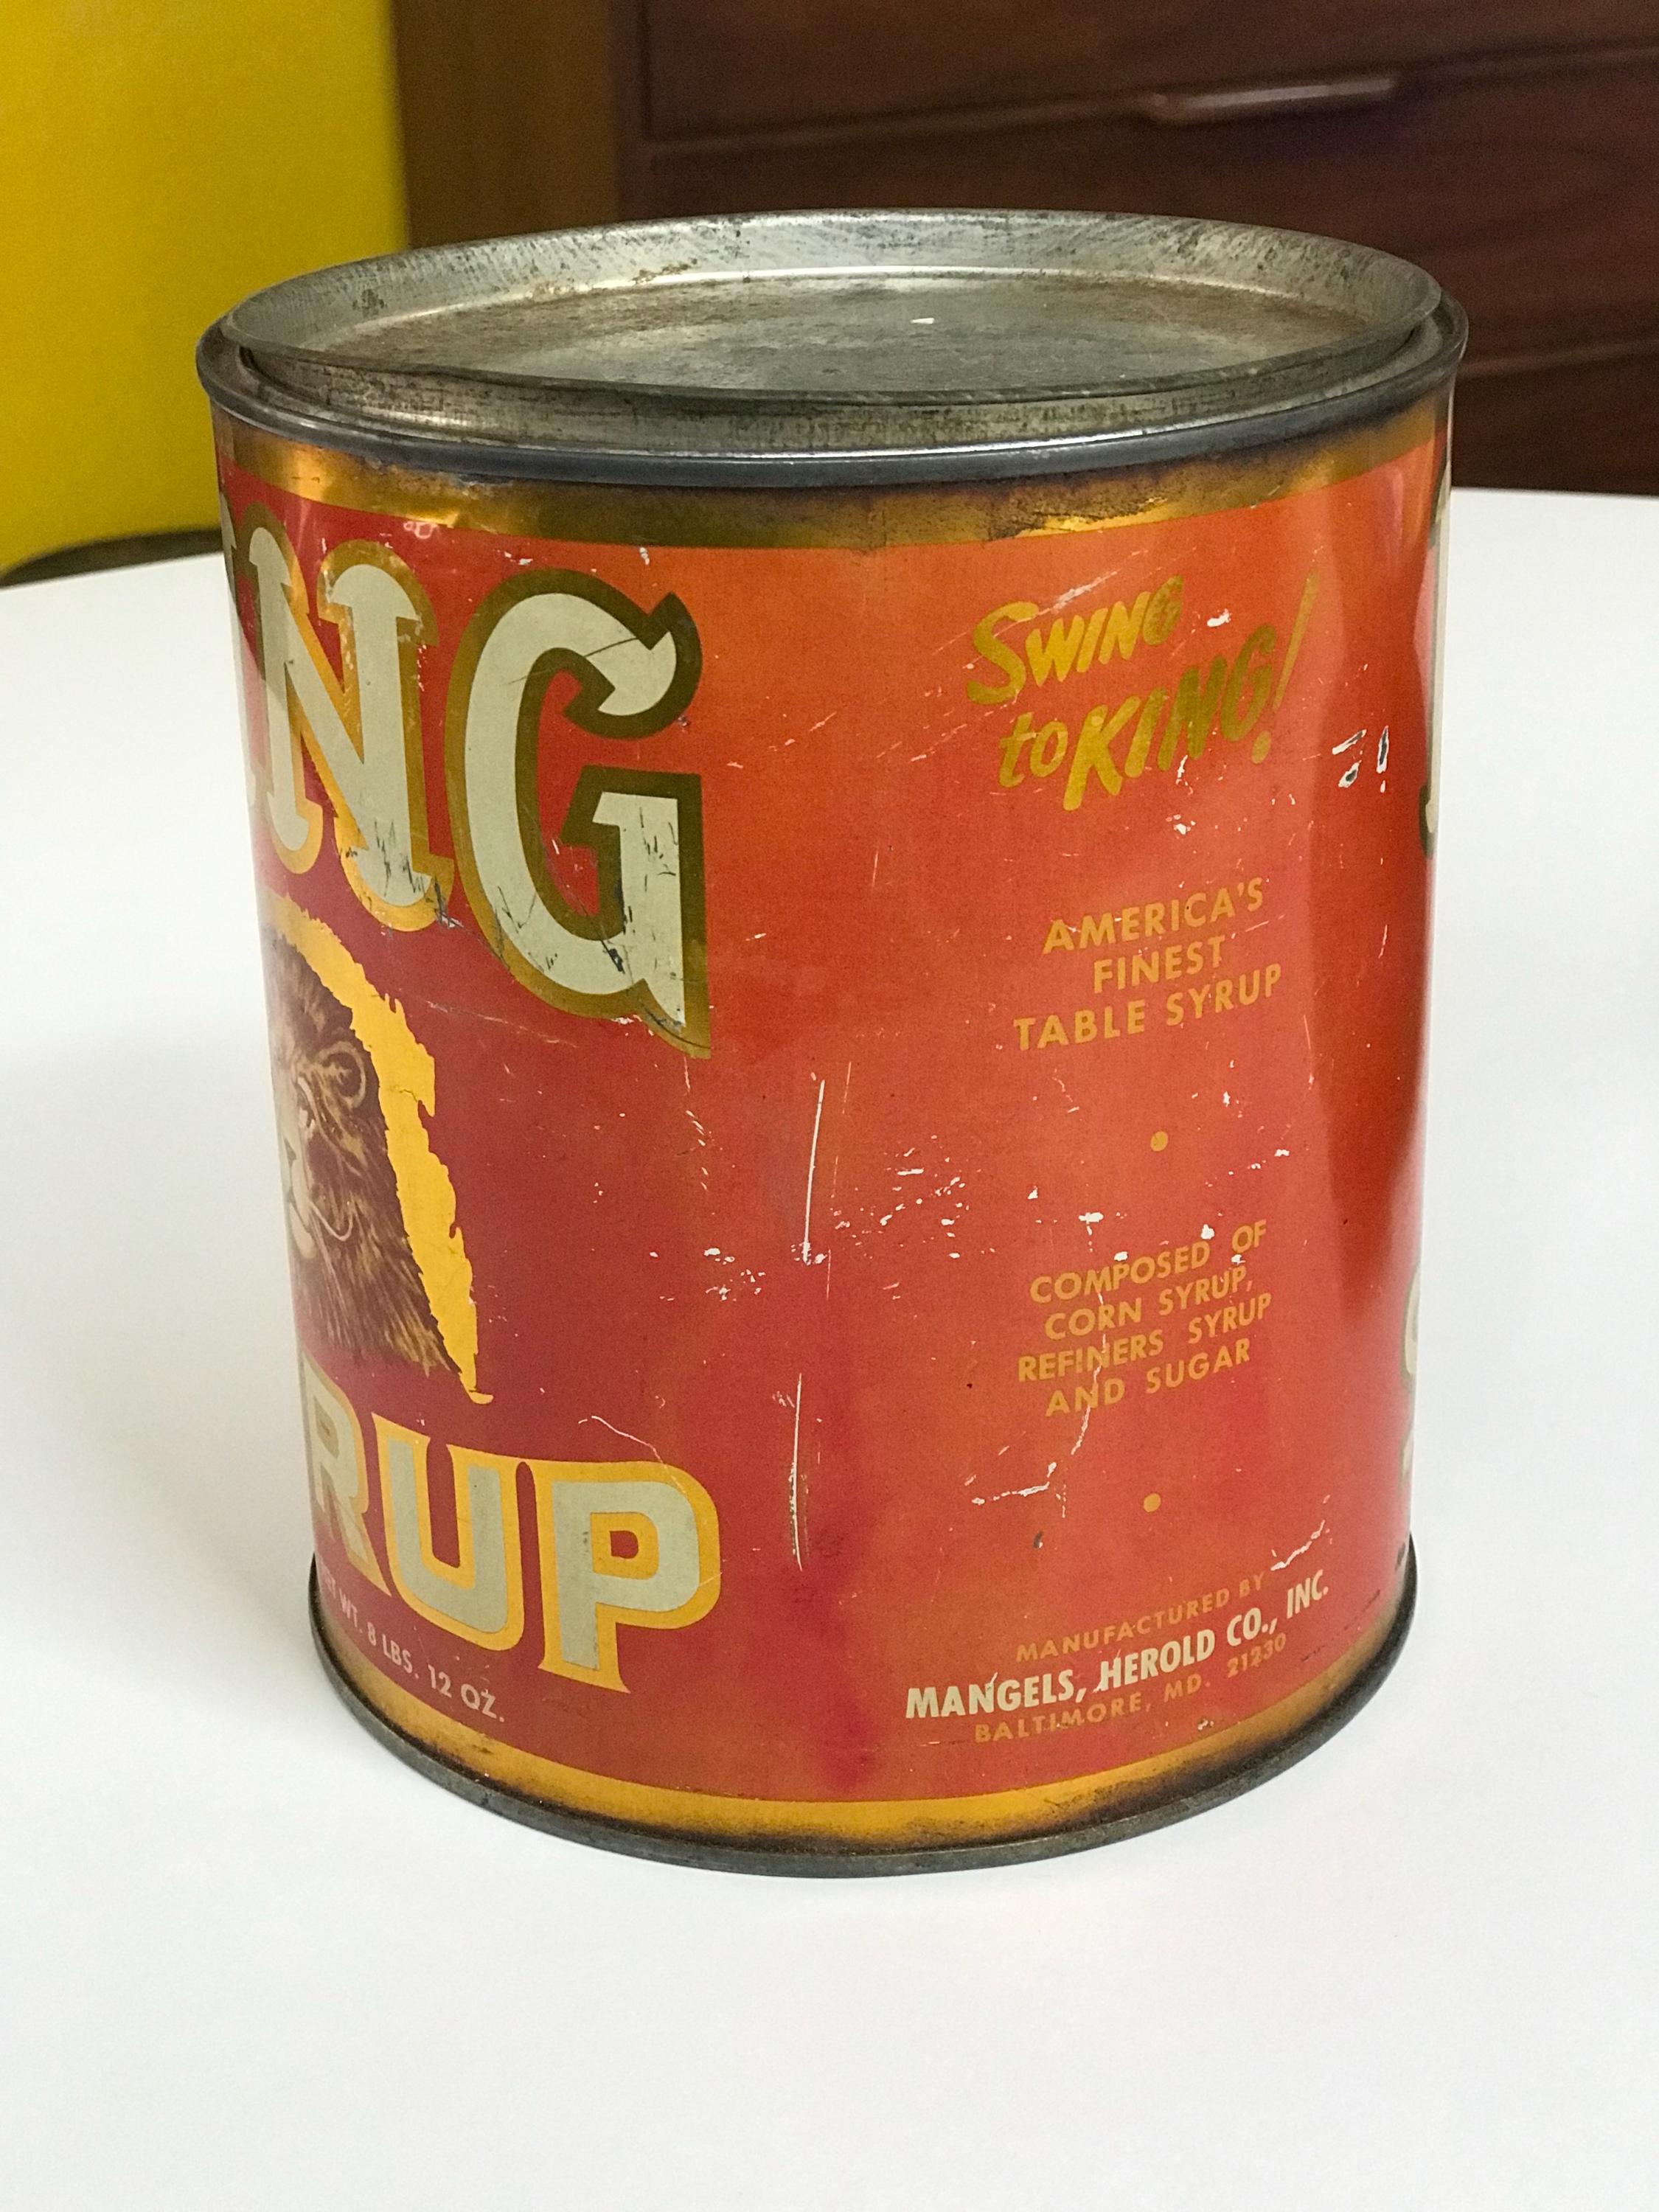 ING
RUP
WT. 8 LBS. 12 OZ.
SWING
to KING!
AMERICA'S
FINEST
TABLE SYRUP
COMPOSED OF
CORN SYRUP,
REFINERS SYRUP
AND SUGAR
MANUFACTURED BY
MANGELS, HEROLD CO., INC.
BALTIMORE, MD. 21230